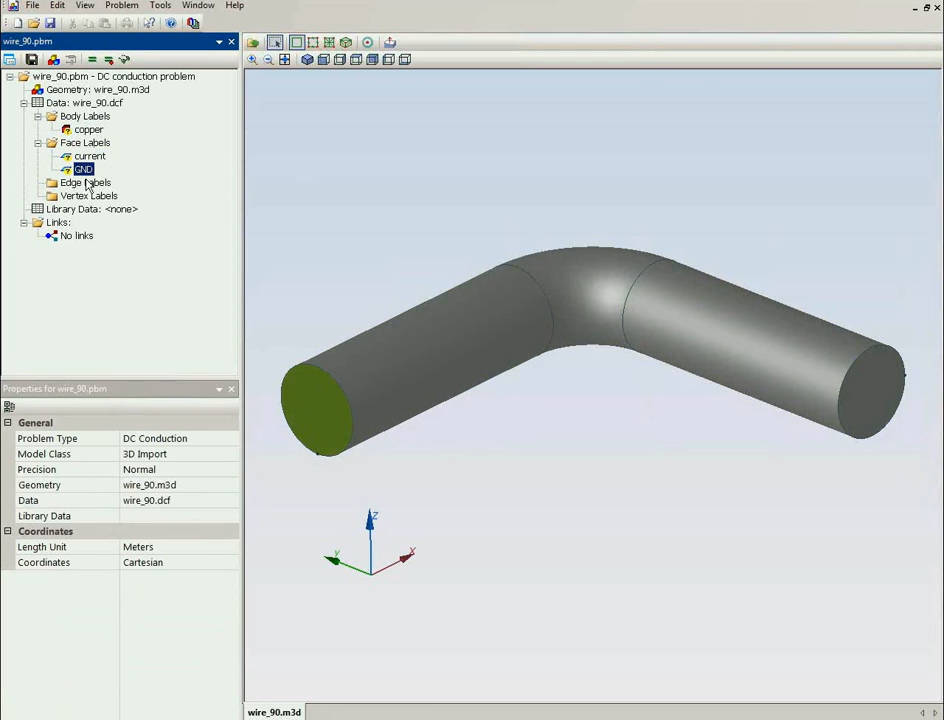 File Edit View Problem Tools Window Help
wire_90.pbm
wire_90.pbm - DC conduction problem
Geometry: wire_90.m3d
Data: wire_90.dcf
Body Labels
copper
Face Labels
current
GND
Edge Labels
Vertex Labels
Library Data: <none>
Links:
No links
Properties for wire_90.pbm
General
Problem Type DC Conduction
Model Class 3D Import
Precision Normal
Geometry wire_90.m3d
Data wire_90.dcf
Library Data
Coordinates
Length Unit Meters
Coordinates Cartesian
z
y x
wire_90.m3d